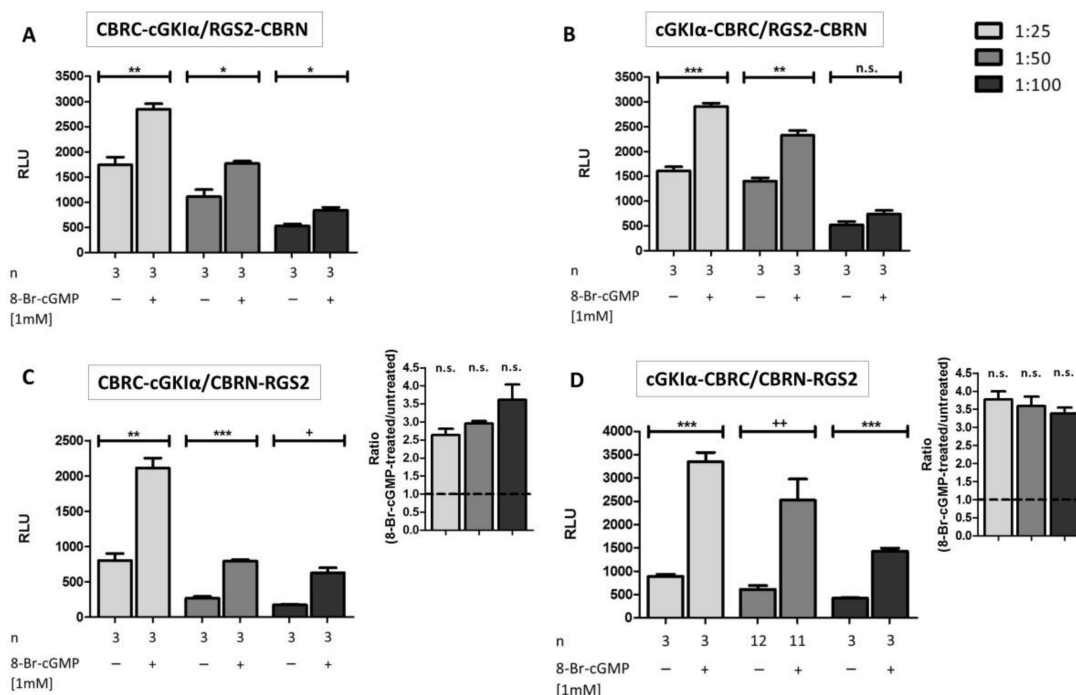 A
CBRC-cGKIα/RGS2-CBRN
** * *
3500
3000
2500
2000
1500
1000
500
0
RLU
n 3 3 3 3 3 3
8-Br-cGMP − + − + − +
[1mM]
B
cGKIα-CBRC/RGS2-CBRN
*** ** n.s.
3500
3000
2500
2000
1500
1000
500
0
RLU
n 3 3 3 3 3 3
8-Br-cGMP − + − + − +
[1mM]
1:25
1:50
1:100
C
CBRC-cGKIα/CBRN-RGS2
** *** +
2500
2000
1500
1000
500
0
RLU
n 3 3 3 3 3 3
8-Br-cGMP − + − + − +
[1mM]
n.s. n.s. n.s.
4.5
4.0
3.5
3.0
2.5
2.0
1.5
1.0
0.5
0.0
Ratio
(8-Br-cGMP-treated/untreated)
D
cGKIα-CBRC/CBRN-RGS2
*** ++ ***
4000
3500
3000
2500
2000
1500
1000
500
0
RLU
n 3 3 12 11 3 3
8-Br-cGMP − + − + − +
[1mM]
n.s. n.s. n.s.
4.5
4.0
3.5
3.0
2.5
2.0
1.5
1.0
0.5
0.0
Ratio
(8-Br-cGMP-treated/untreated)